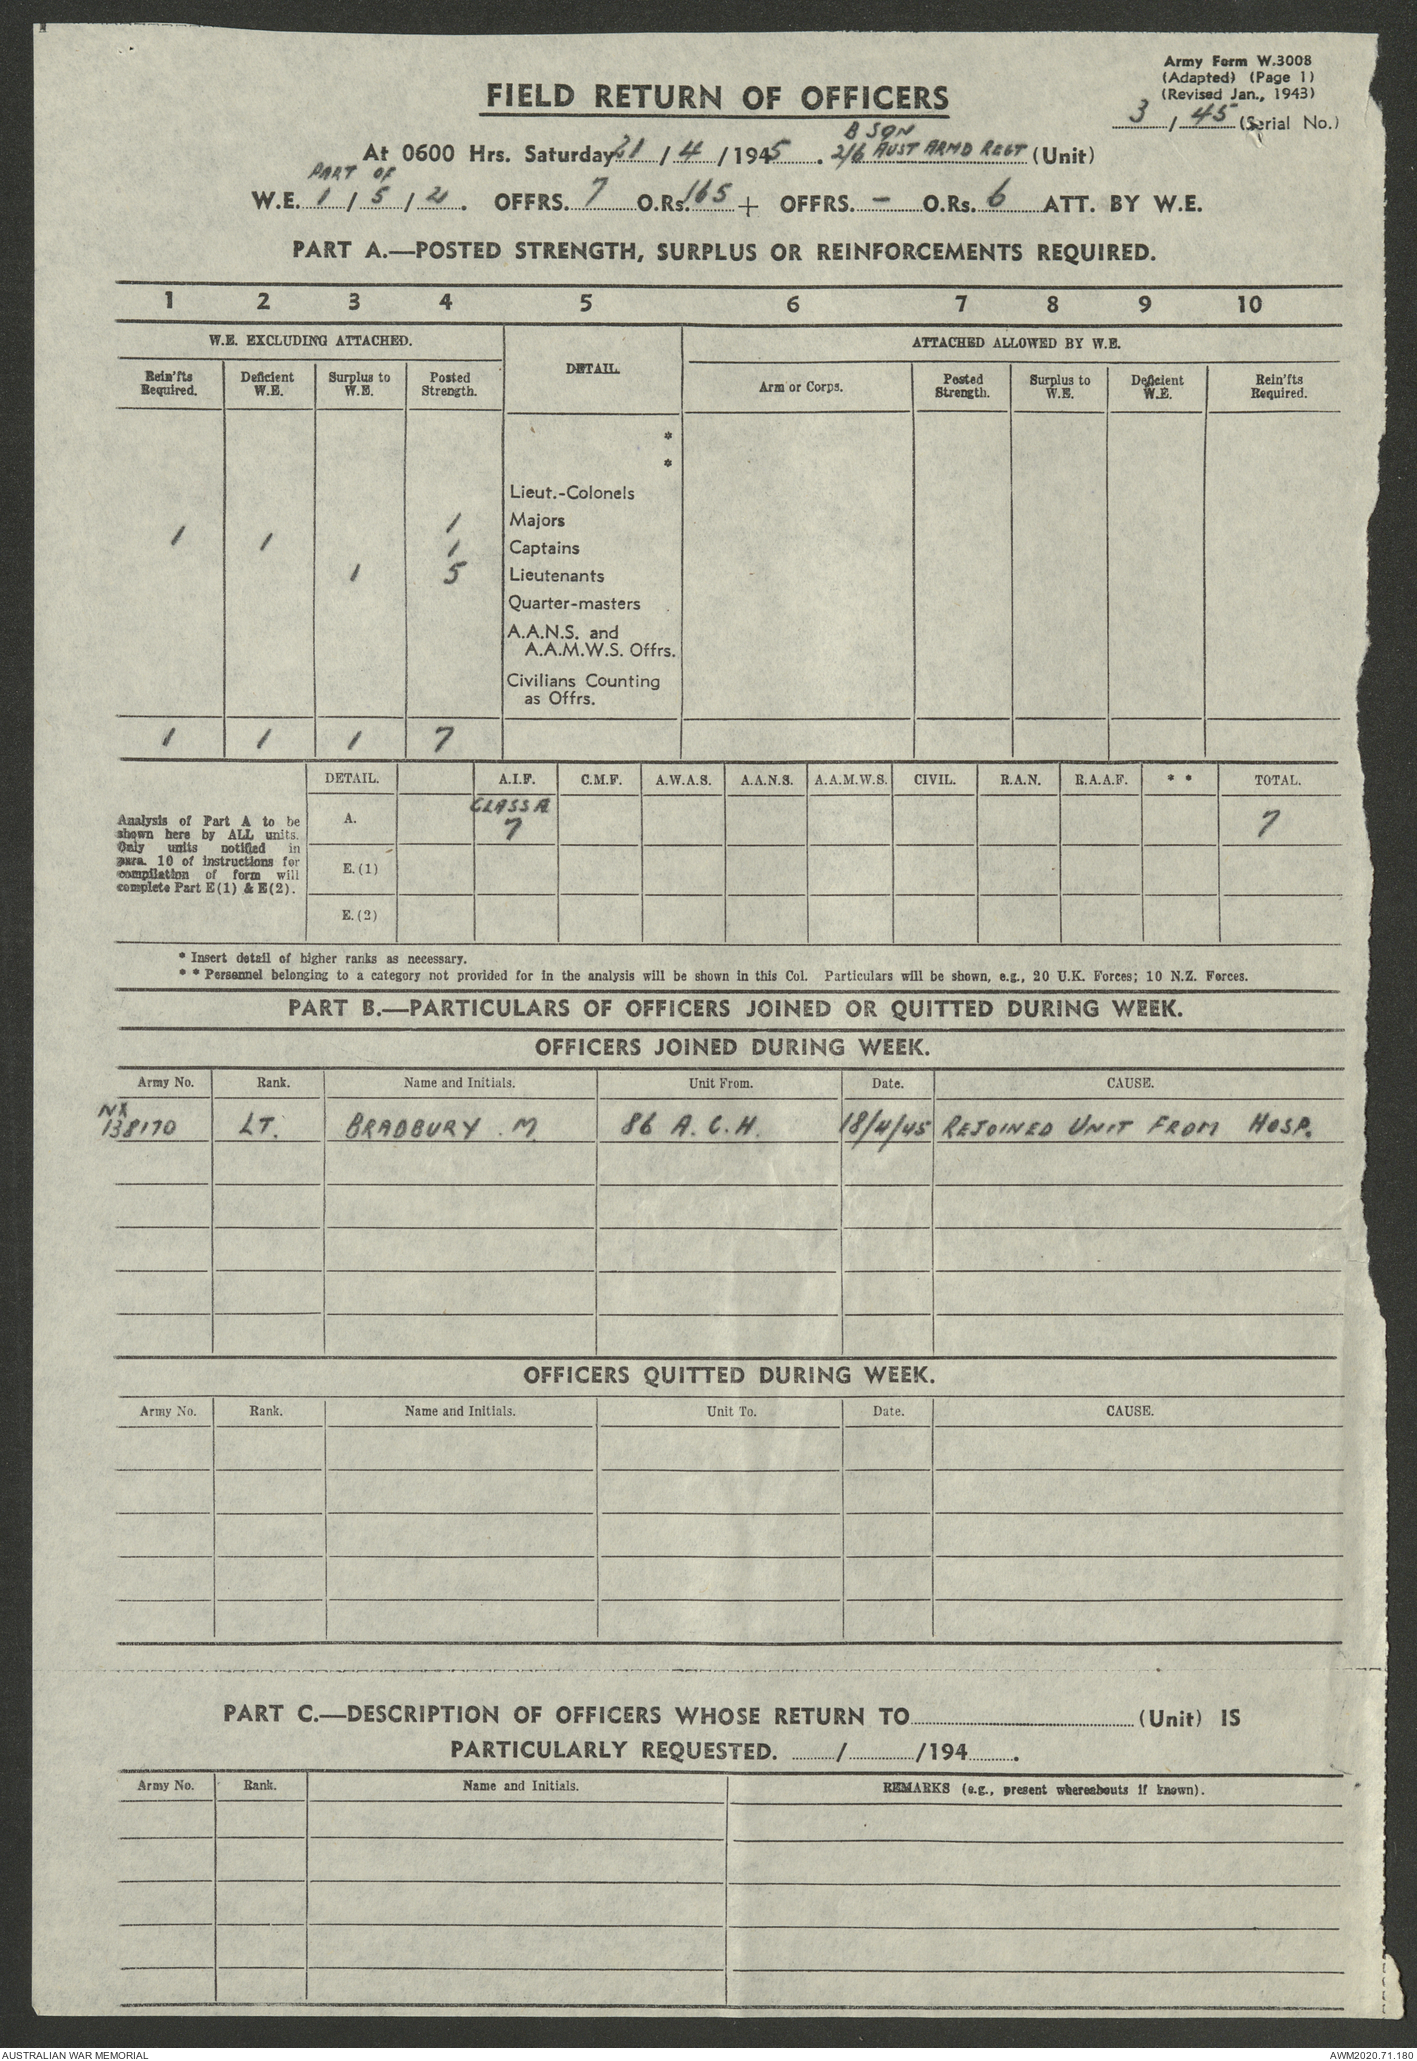 Army Form W.3008
(Adapted) (Page 1)
(Revised Jan., 1943)
3 / 45 (Serial No.)
FIELD RETURN OF OFFICERS
B SQN
At 0600 Hrs. Saturday 21 / 4 / 1945 . 2/6 AUST ARMD REGT (Unit)
PART OF
W.E. 1 / 5 / 2 . OFFRS. 7 O.Rs. 165 + OFFRS. - O.Rs. 6 ATT. BY W.E.
PART A.—POSTED STRENGTH, SURPLUS OR REINFORCEMENTS REQUIRED.
1 2 3 4 5 6 7 8 9 10
W.E. EXCLUDING ATTACHED. DETAIL. ATTACHED ALLOWED BY W.E.
Rein'fts Required. Deficient W.E. Surplus to W.E. Posted Strength. Arm or Corps. Posted Strength. Surplus to W.E. Deficient W.E. Rein'fts Required.
*
*
Lieut.-Colonels
1 Majors
1 1 1 Captains
1 5 Lieutenants
Quarter-masters
A.A.N.S. and
A.A.M.W.S. Offrs.
Civilians Counting
as Offrs.
1 1 1 7
DETAIL. A.I.F. C.M.F. A.W.A.S. A.A.N.S. A.A.M.W.S. CIVIL. R.A.N. R.A.A.F. * * TOTAL.
Analysis of Part A to be
shown here by ALL units.
Only units notified in
para. 10 of instructions for
compilation of form will
complete Part E(1) & E(2).
CLASS A
A. 7 7
E.(1)
E.(2)
* Insert detail of higher ranks as necessary.
* * Personnel belonging to a category not provided for in the analysis will be shown in this Col. Particulars will be shown, e.g., 20 U.K. Forces; 10 N.Z. Forces.
PART B.—PARTICULARS OF OFFICERS JOINED OR QUITTED DURING WEEK.
OFFICERS JOINED DURING WEEK.
Army No. Rank. Name and Initials. Unit From. Date. CAUSE.
NX
138170 LT. BRADBURY . M 86 A.C.H. 18/4/45 REJOINED UNIT FROM HOSP.
OFFICERS QUITTED DURING WEEK.
Army No. Rank. Name and Initials. Unit To. Date. CAUSE.
PART C.—DESCRIPTION OF OFFICERS WHOSE RETURN TO (Unit) IS
PARTICULARLY REQUESTED. / /194 .
Army No. Rank. Name and Initials. REMARKS (e.g., present whereabouts if known).
AUSTRALIAN WAR MEMORIAL AWM2020.71.180